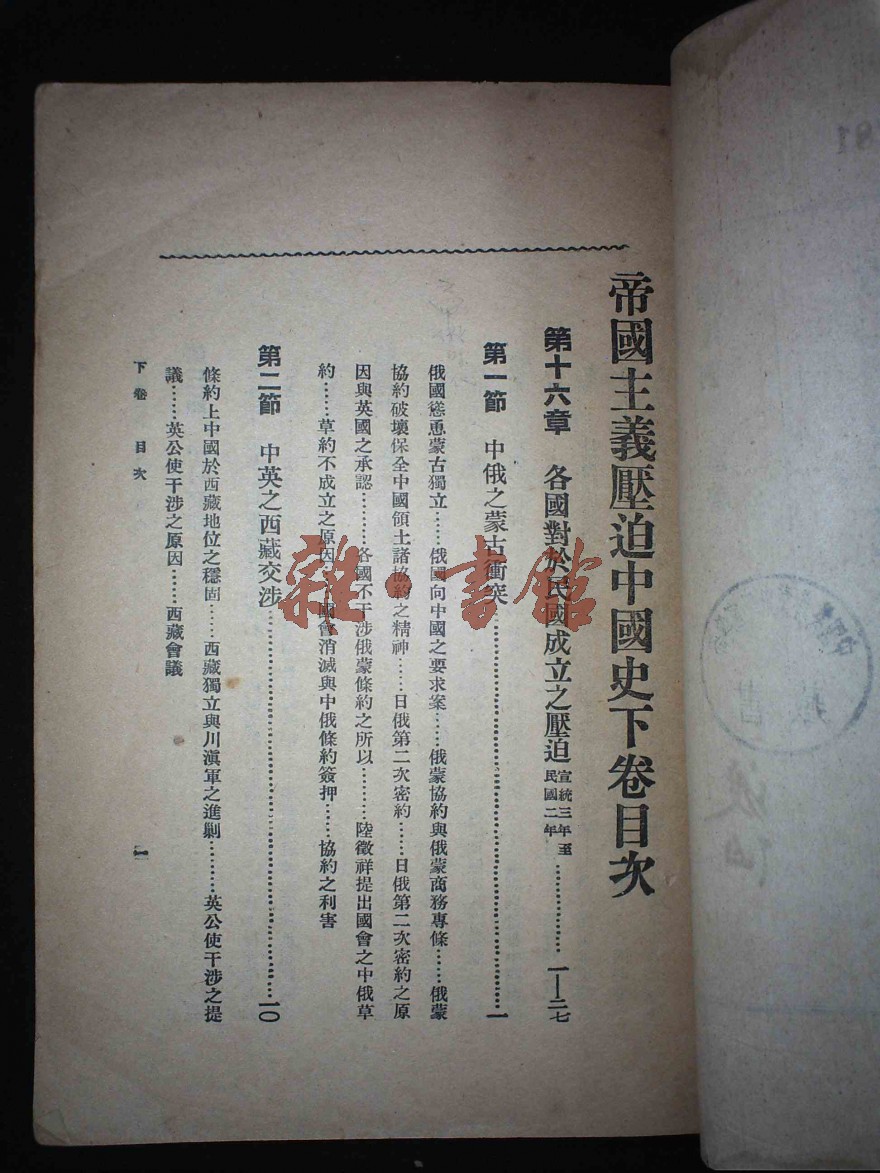 帝國主義壓迫中國史下卷目次
第十六章　各國對於民國成立之壓迫 宣統三年至民國二年………………一—二七
第一節　中俄之蒙古衝突………………一
俄國慫恿蒙古獨立……俄國向中國之要求案……俄蒙協約與俄蒙商務專條……俄蒙
協約破壞保全中國領土諸協約之精神……日俄第二次密約……日俄第二次密約之原
因與英國之承認………各國不干涉俄蒙條約之所以………陸徵祥提出國會之中俄草
約……草約不成立之原因……國會消滅與中俄條約簽押……協約之利害
第二節　中英之西藏交涉………………一〇
條約上中國於西藏地位之穩固……西藏獨立與川滇軍之進剿………英公使干涉之提
議……英公使干涉之原因……西藏會議
下卷　目次
一
雜·書館